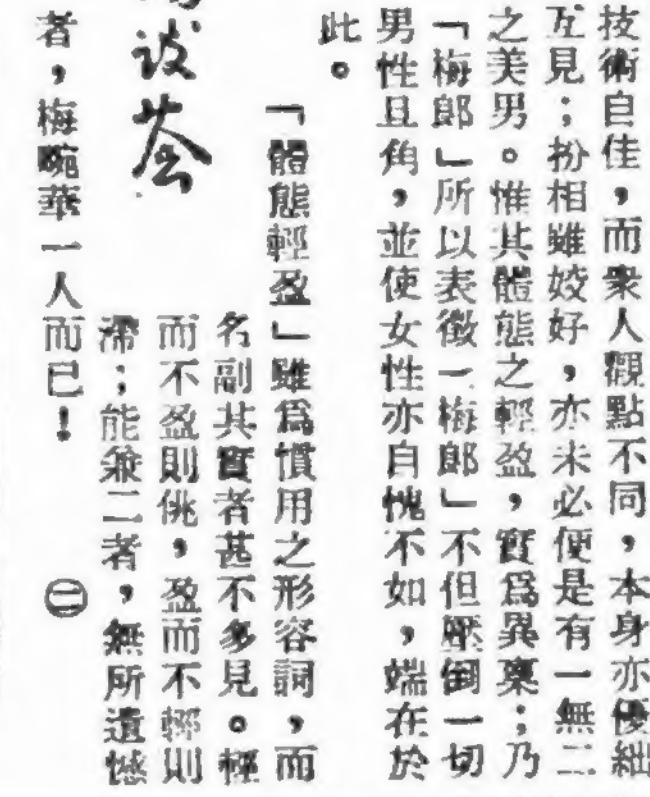 技術自佳，而衆人觀點不同，本身亦優絀
互見；扮相雖姣好，亦未必便是有一無二
之美男。惟其體態之輕盈，實爲異稟；乃
「梅郎」所以表徵「梅郎」不但壓倒一切
男性旦角，並使女性亦自愧不如，端在於
此。
「體態輕盈」雖爲慣用之形容詞，而
名副其實者甚不多見。輕
而不盈則佻，盈而不輕則
滯；能兼二者，無所遺憾
者，梅畹華一人而已！ ㊁
談薈